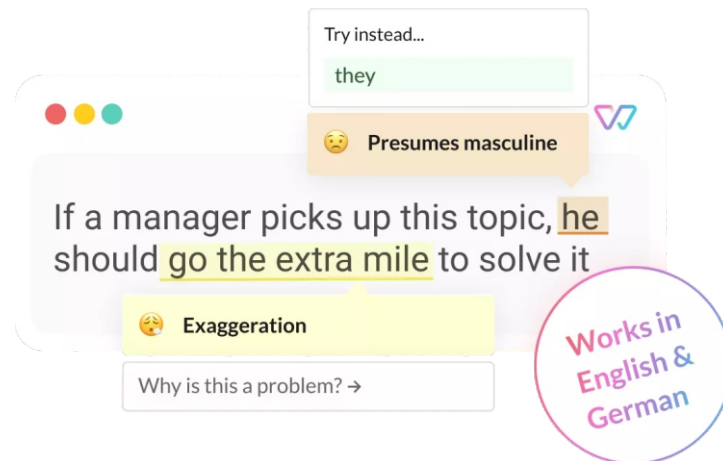 Try instead...
they
Presumes masculine
If a manager picks up this topic, he
should go the extra mile to solve it
Exaggeration
Why is this a problem? →
Works in
English &
German